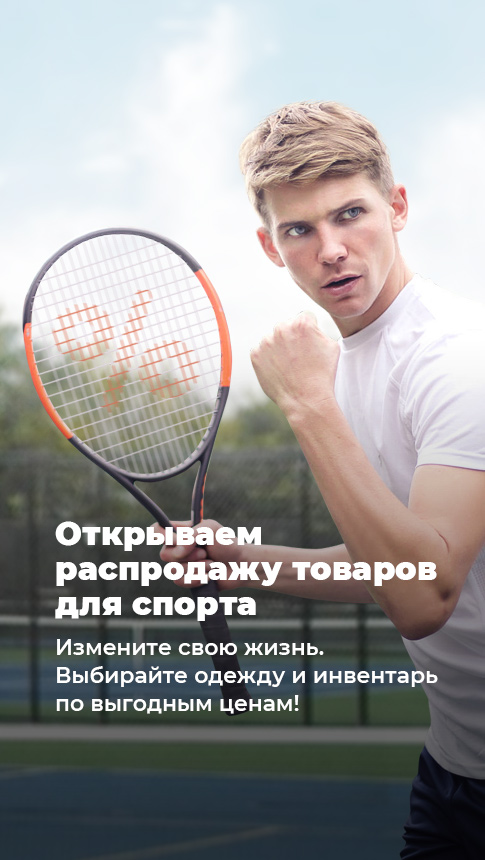 %
Открываем
распродажу товаров
для спорта
Измените свою жизнь.
Выбирайте одежду и инвентарь
по выгодным ценам!